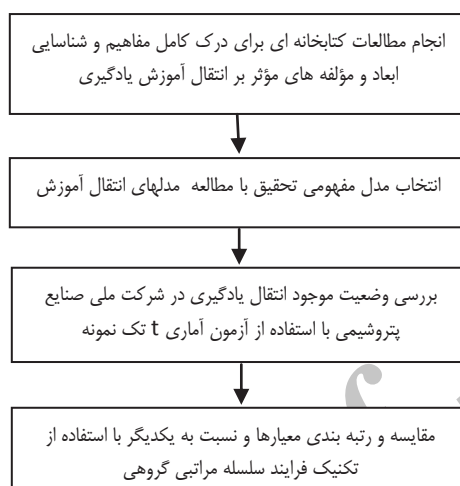 انجام مطالعات کتابخانه ای برای درک کامل مفاهیم و شناسایی
ابعاد و مؤلفه های مؤثر بر انتقال آموزش یادگیری
انتخاب مدل مفهومی تحقیق با مطالعه مدلهای انتقال آموزش
بررسی وضعیت موجود انتقال یادگیری در شرکت ملی صنایع
پتروشیمی با استفاده از آزمون آماری t تک نمونه
مقایسه و رتبه بندی معیارها و نسبت به یکدیگر با استفاده از
تکنیک فرایند سلسله مراتبی گروهی